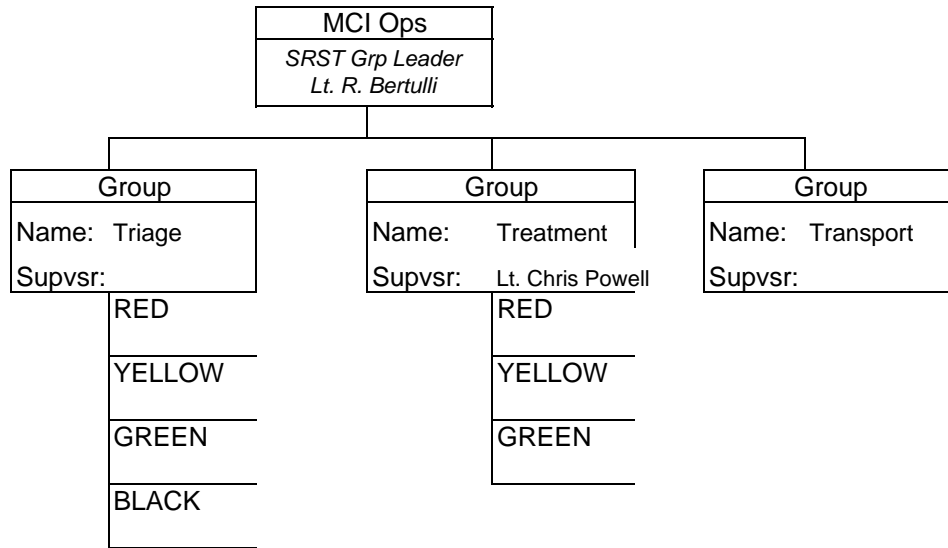 MCI Ops
SRST Grp Leader
Lt. R. Bertulli
Group
Name: Triage
Supvsr:
RED
YELLOW
GREEN
BLACK
Group
Name: Treatment
Supvsr: Lt. Chris Powell
RED
YELLOW
GREEN
Group
Name: Transport
Supvsr: